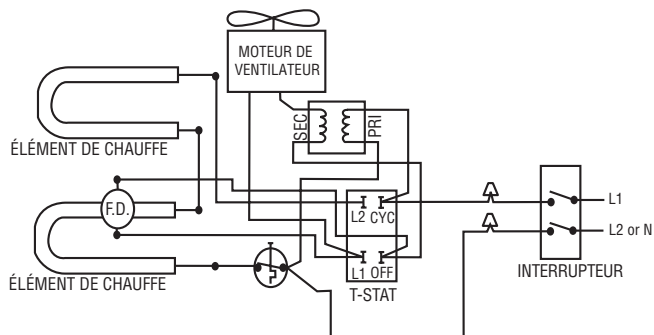 MOTEUR DE
VENTILATEUR
SEC
PRI
ÉLÉMENT DE CHAUFFE
F.D.
L2 CYC
L1 OFF
T-STAT
L1
L2 or N
INTERRUPTEUR
ÉLÉMENT DE CHAUFFE